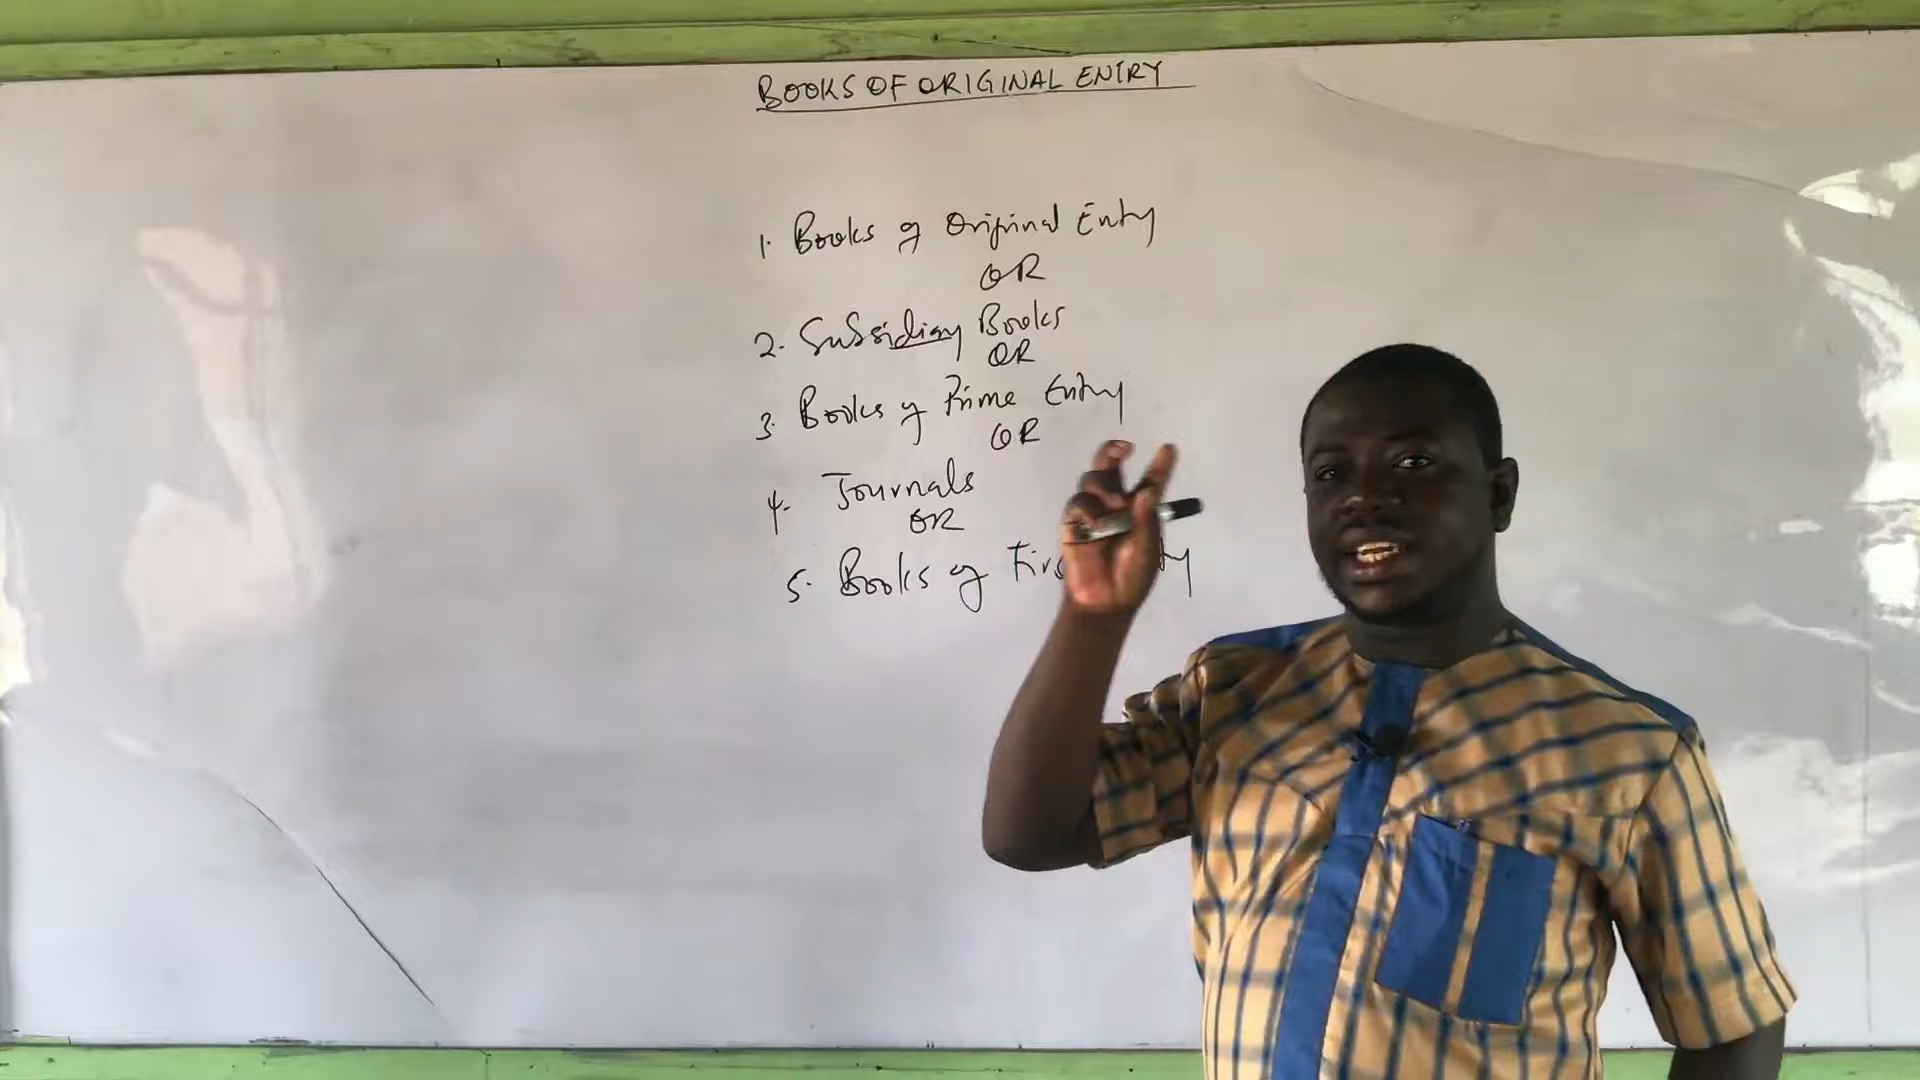 BOOKS OF ORIGINAL ENTRY
1. Books of Original Entry
OR
2. Subsidiary Books
OR
3. Books of Prime Entry
OR
4. Journals
OR
5. Books of